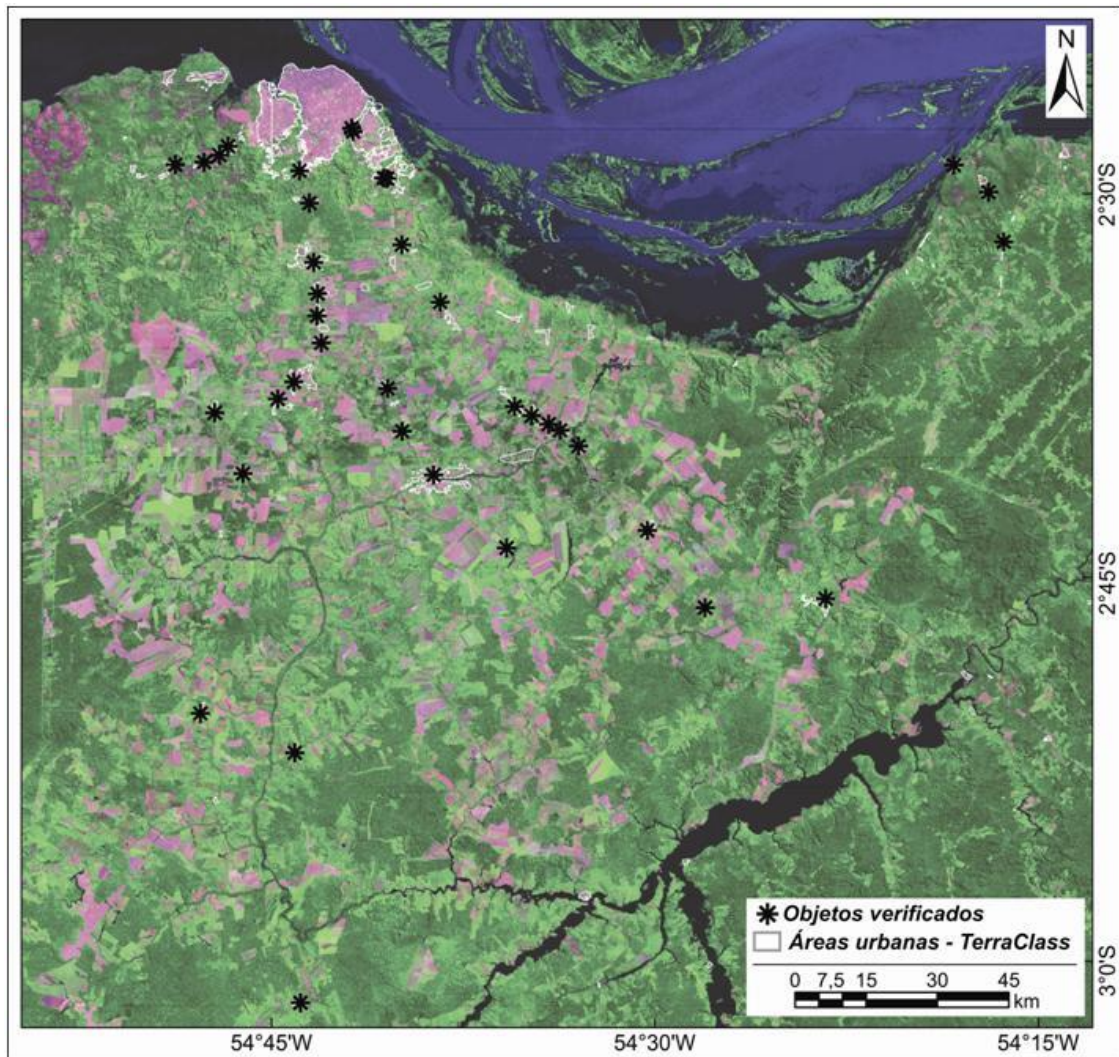 N
2°30'S
2°45'S
3°0'S
Objetos verificados
Áreas urbanas - TerraClass
0 7,5 15 30 45
km
54°45'W 54°30'W 54°15'W